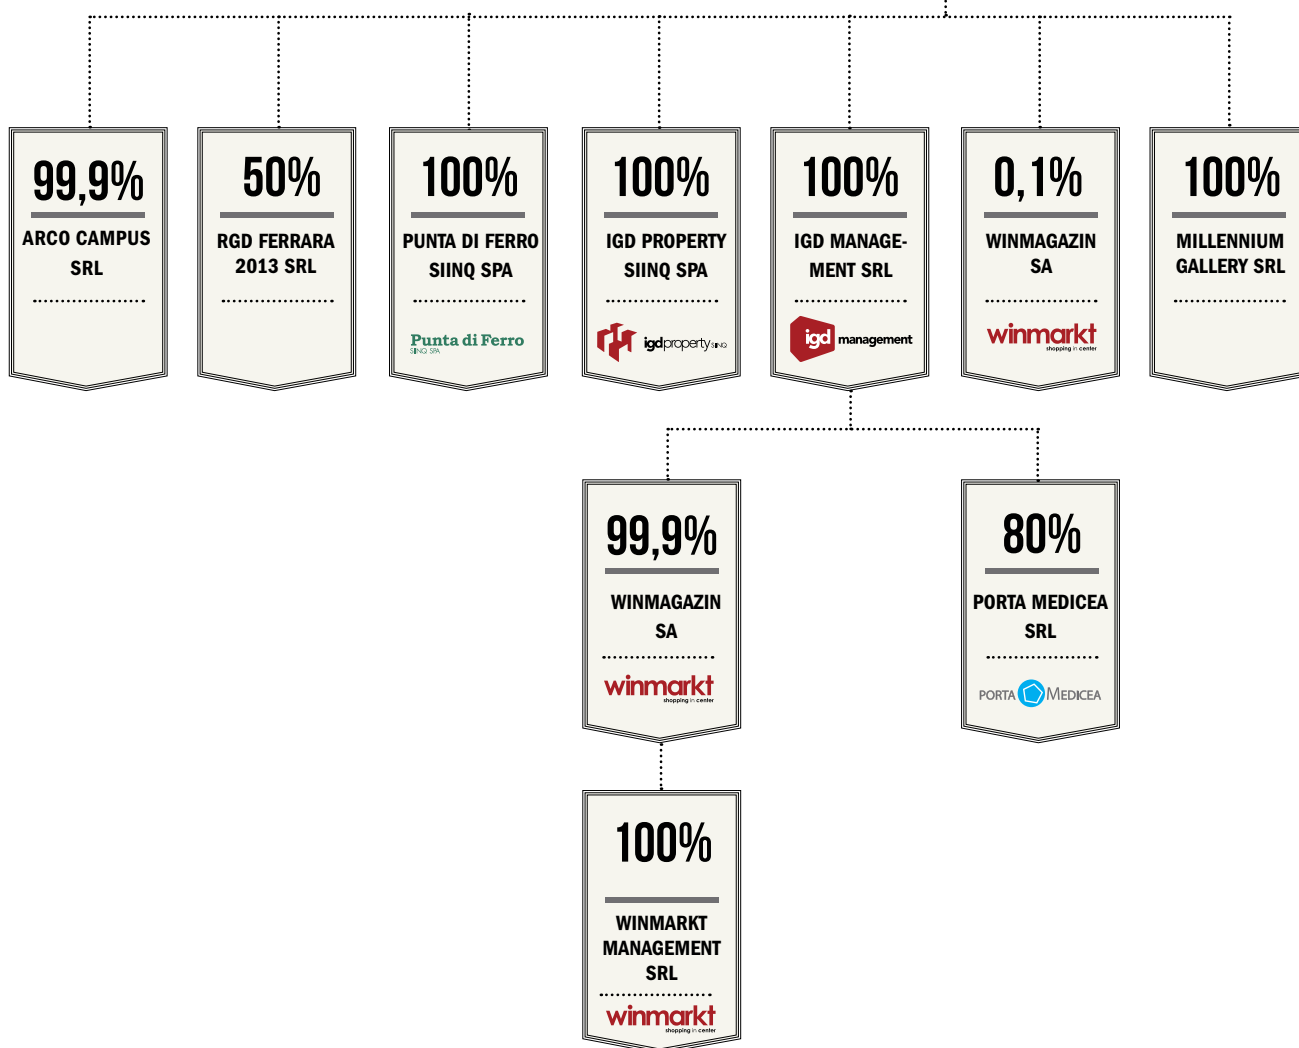 99,9%
ARCO CAMPUS
SRL
50%
RGD FERRARA
2013 SRL
100%
PUNTA DI FERRO
SIINQ SPA
Punta di Ferro
SIINQ SPA
100%
IGD PROPERTY
SIINQ SPA
igdproperty SIINQ
100%
IGD MANAGE-
MENT SRL
igd management
0,1%
WINMAGAZIN
SA
winmarkt
shopping in center
100%
MILLENNIUM
GALLERY SRL
99,9%
WINMAGAZIN
SA
winmarkt
shopping in center
80%
PORTA MEDICEA
SRL
PORTA MEDICEA
100%
WINMARKT
MANAGEMENT
SRL
winmarkt
shopping in center